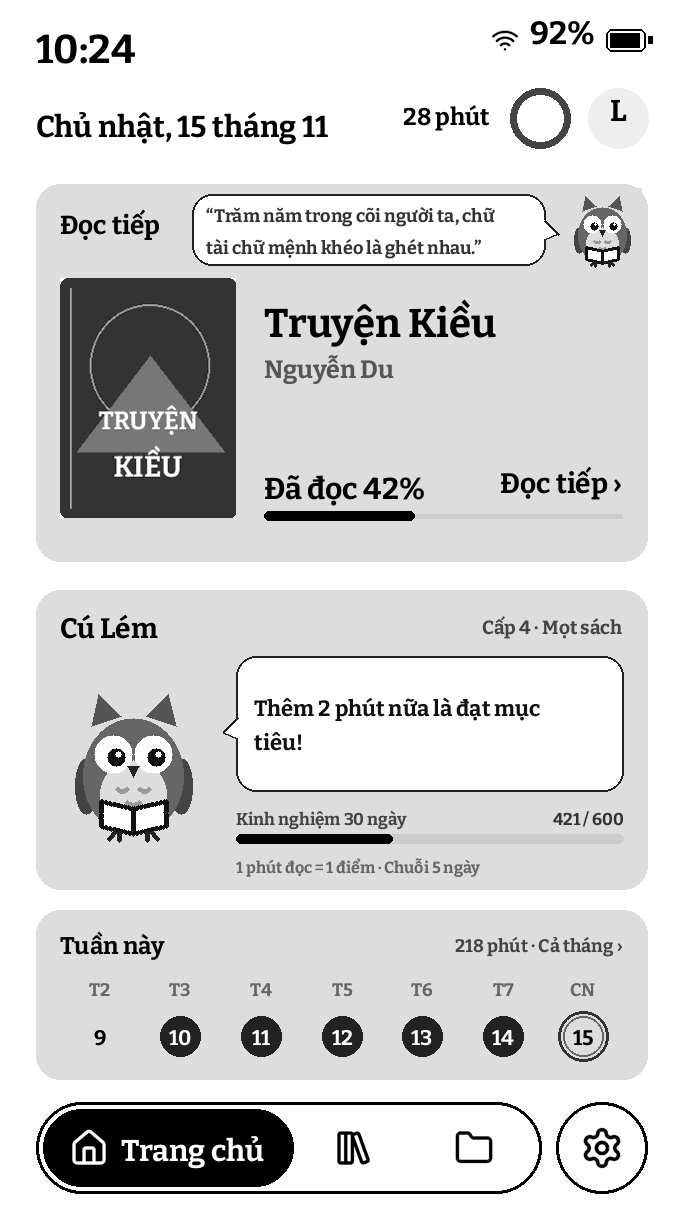 10:24
92%
Chủ nhật, 15 tháng 11
28 phút
L
Đọc tiếp
“Trăm năm trong cõi người ta, chữ
tài chữ mệnh khéo là ghét nhau.”
TRUYỆN
KIỀU
Truyện Kiều
Nguyễn Du
Đã đọc 42%
Đọc tiếp ›
Cú Lém
Cấp 4 · Mọt sách
Thêm 2 phút nữa là đạt mục
tiêu!
Kinh nghiệm 30 ngày
421 / 600
1 phút đọc = 1 điểm · Chuỗi 5 ngày
Tuần này
218 phút · Cả tháng ›
T2 T3 T4 T5 T6 T7 CN
9 10 11 12 13 14 15
Trang chủ